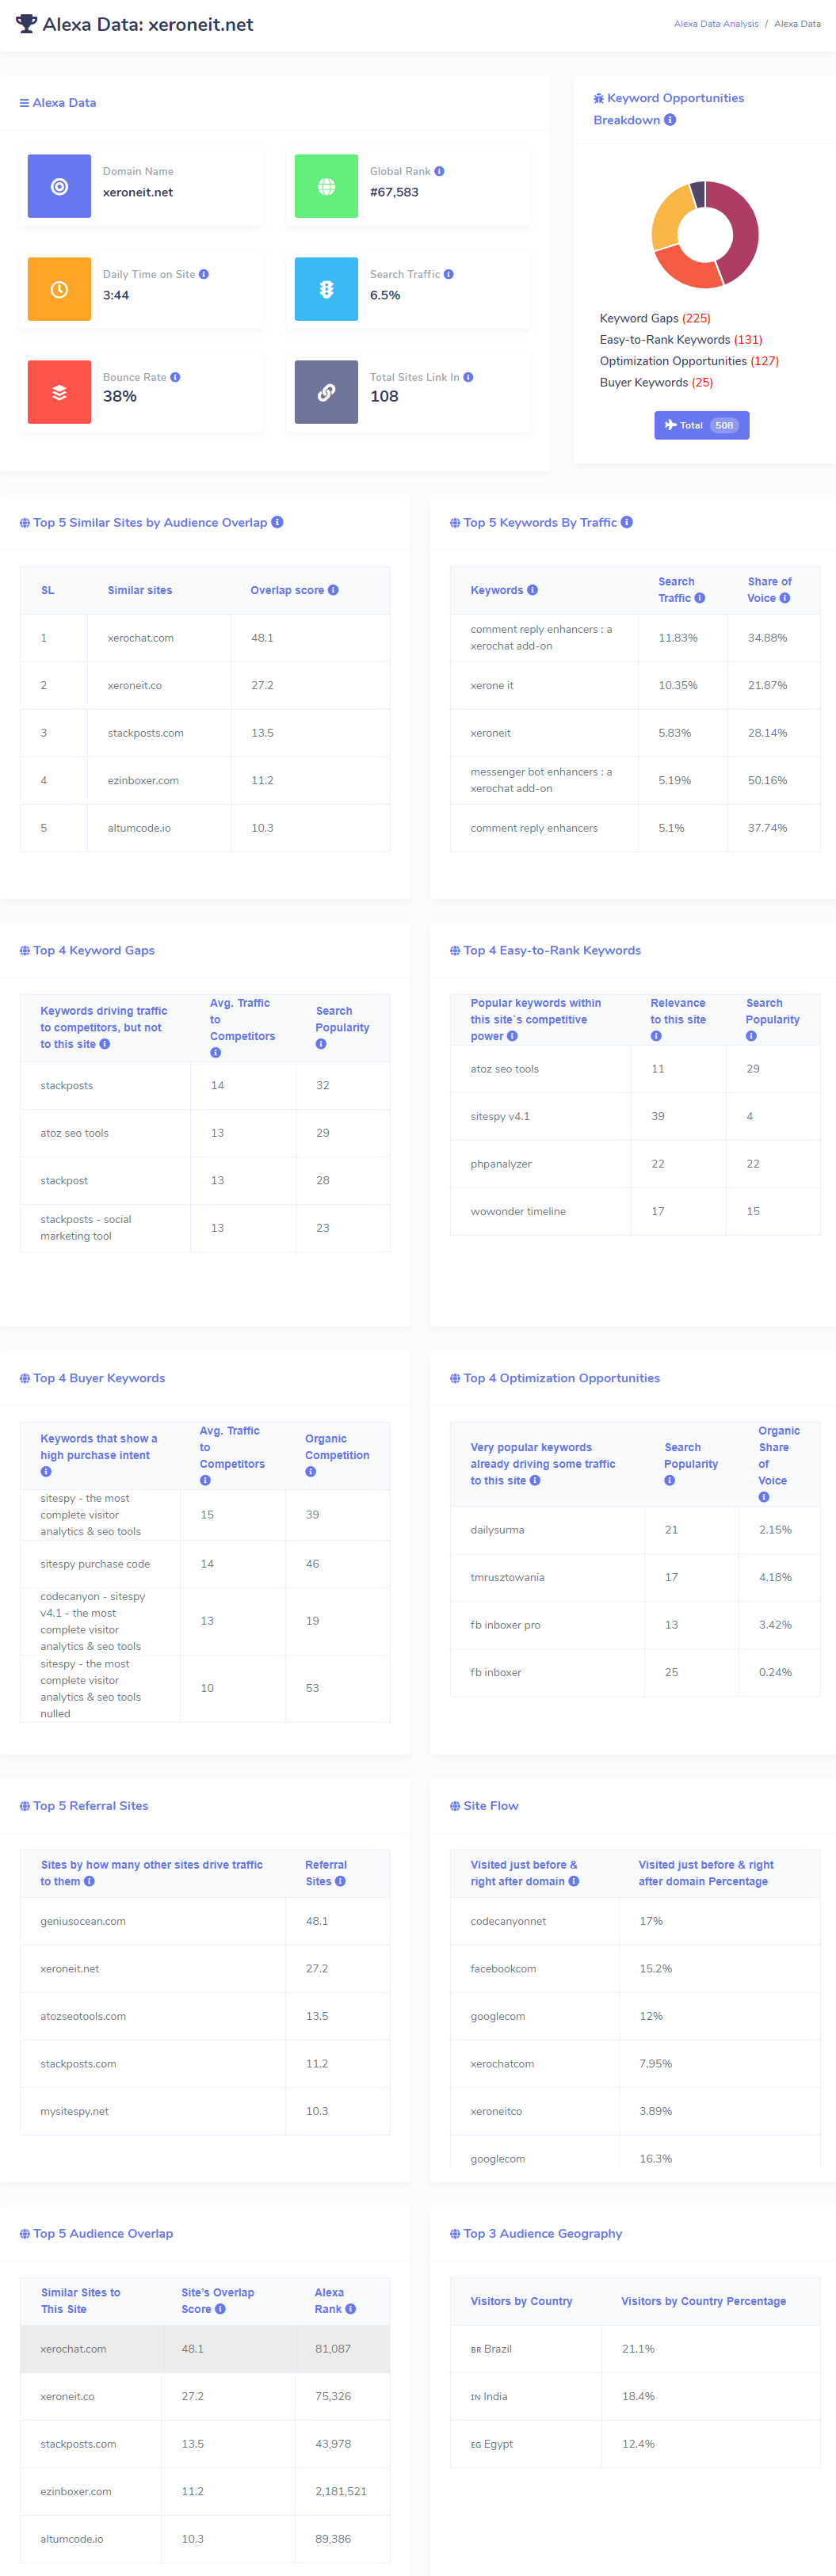 Alexa Data: xeroneit.net
Alexa Data Analysis / Alexa Data
Alexa Data
Domain Name
xeroneit.net
Global Rank
#67,583
Daily Time on Site
3:44
Search Traffic
6.5%
Bounce Rate
38%
Total Sites Link In
108
Keyword Opportunities
Breakdown
Keyword Gaps (225)
Easy-to-Rank Keywords (131)
Optimization Opportunities (127)
Buyer Keywords (25)
Total 508
Top 5 Similar Sites by Audience Overlap
SL Similar sites Overlap score
1 xerochat.com 48.1
2 xeroneit.co 27.2
3 stackposts.com 13.5
4 ezinboxer.com 11.2
5 altumcode.io 10.3
Top 5 Keywords By Traffic
Keywords
Search
Traffic
Share of
Voice
comment reply enhancers : a
xerochat add-on
11.83% 34.88%
xerone it 10.35% 21.87%
xeroneit 5.83% 28.14%
messenger bot enhancers : a
xerochat add-on
5.19% 50.16%
comment reply enhancers 5.1% 37.74%
Top 4 Keyword Gaps
Keywords driving traffic
to competitors, but not
to this site
Avg. Traffic
to
Competitors
Search
Popularity
stackposts 14 32
atoz seo tools 13 29
stackpost 13 28
stackposts - social
marketing tool
13 23
Top 4 Easy-to-Rank Keywords
Popular keywords within
this site`s competitive
power
Relevance
to this site
Search
Popularity
atoz seo tools 11 29
sitespy v4.1 39 4
phpanalyzer 22 22
wowonder timeline 17 15
Top 4 Buyer Keywords
Keywords that show a
high purchase intent
Avg. Traffic
to
Competitors
Organic
Competition
sitespy - the most
complete visitor
analytics & seo tools
15 39
sitespy purchase code 14 46
codecanyon - sitespy
v4.1 - the most
complete visitor
analytics & seo tools
13 19
sitespy - the most
complete visitor
analytics & seo tools
nulled
10 53
Top 4 Optimization Opportunities
Very popular keywords
already driving some traffic
to this site
Search
Popularity
Organic
Share
of
Voice
dailysurma 21 2.15%
tmrusztowania 17 4.18%
fb inboxer pro 13 3.42%
fb inboxer 25 0.24%
Top 5 Referral Sites
Sites by how many other sites drive traffic
to them
Referral
Sites
geniusocean.com 48.1
xeroneit.net 27.2
atozseotools.com 13.5
stackposts.com 11.2
mysitespy.net 10.3
Site Flow
Visited just before &
right after domain
Visited just before & right
after domain Percentage
codecanyonnet 17%
facebookcom 15.2%
googlecom 12%
xerochatcom 7.95%
xeroneitco 3.89%
googlecom 16.3%
Top 5 Audience Overlap
Similar Sites to
This Site
Site's Overlap
Score
Alexa
Rank
xerochat.com 48.1 81,087
xeroneit.co 27.2 75,326
stackposts.com 13.5 43,978
ezinboxer.com 11.2 2,181,521
altumcode.io 10.3 89,386
Top 3 Audience Geography
Visitors by Country Visitors by Country Percentage
BR Brazil 21.1%
IN India 18.4%
EG Egypt 12.4%